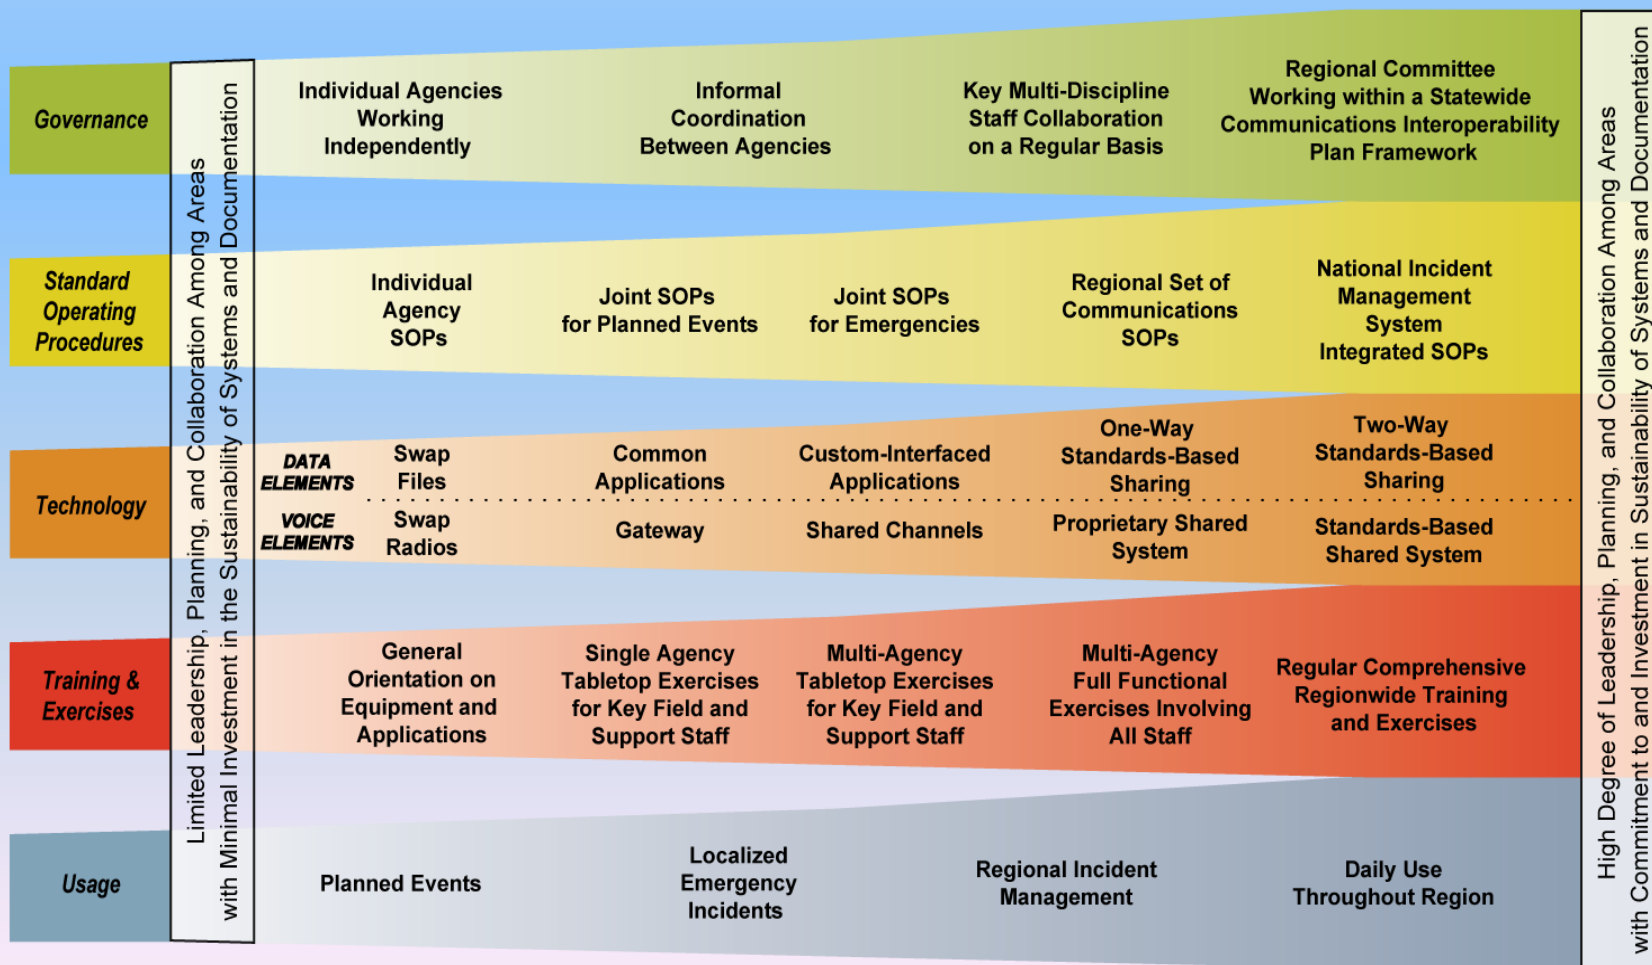 Limited Leadership, Planning, and Collaboration Among Areas
with Minimal Investment in the Sustainability of Systems and Documentation
Governance
Individual Agencies
Working
Independently
Informal
Coordination
Between Agencies
Key Multi-Discipline
Staff Collaboration
on a Regular Basis
Regional Committee
Working within a Statewide
Communications Interoperability
Plan Framework
Standard
Operating
Procedures
Individual
Agency
SOPs
Joint SOPs
for Planned Events
Joint SOPs
for Emergencies
Regional Set of
Communications
SOPs
National Incident
Management
System
Integrated SOPs
Technology
DATA
ELEMENTS
Swap
Files
Common
Applications
Custom-Interfaced
Applications
One-Way
Standards-Based
Sharing
Two-Way
Standards-Based
Sharing
VOICE
ELEMENTS
Swap
Radios
Gateway
Shared Channels
Proprietary Shared
System
Standards-Based
Shared System
Training &
Exercises
General
Orientation on
Equipment and
Applications
Single Agency
Tabletop Exercises
for Key Field and
Support Staff
Multi-Agency
Tabletop Exercises
for Key Field and
Support Staff
Multi-Agency
Full Functional
Exercises Involving
All Staff
Regular Comprehensive
Regionwide Training
and Exercises
Usage
Planned Events
Localized
Emergency
Incidents
Regional Incident
Management
Daily Use
Throughout Region
High Degree of Leadership, Planning, and Collaboration Among Areas
with Commitment to and Investment in Sustainability of Systems and Documentation